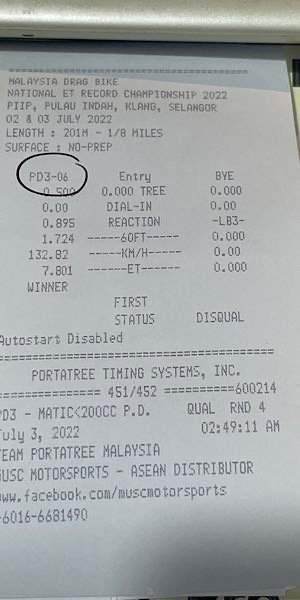 MALAYSIA DRAG BIKE
NATIONAL ET RECORD CHAMPIONSHIP 2022
PIIP, PULAU INDAH, KLANG, SELANGOR
02 & 03 JULY 2022
LENGTH : 201M - 1/8 MILES
SURFACE : NO-PREP
PD3-06 Entry BYE
0.500 0.000 TREE 0.000
0.00 DIAL-IN 0.00
0.895 REACTION -LB3-
1.724 -----60FT----- 0.000
132.82 -----KM/H----- 0.00
7.801 ------ET------ 0.000
WINNER
FIRST
STATUS DISQUAL
Autostart Disabled
========================================
PORTATREE TIMING SYSTEMS, INC.
================ 451/452 ==========600214
PD3 - MATIC<200CC P.D. QUAL RND 4
July 3, 2022 02:49:11 AM
TEAM PORTATREE MALAYSIA
MUSC MOTORSPORTS - ASEAN DISTRIBUTOR
www.facebook.com/muscmotorsports
-6016-6681490